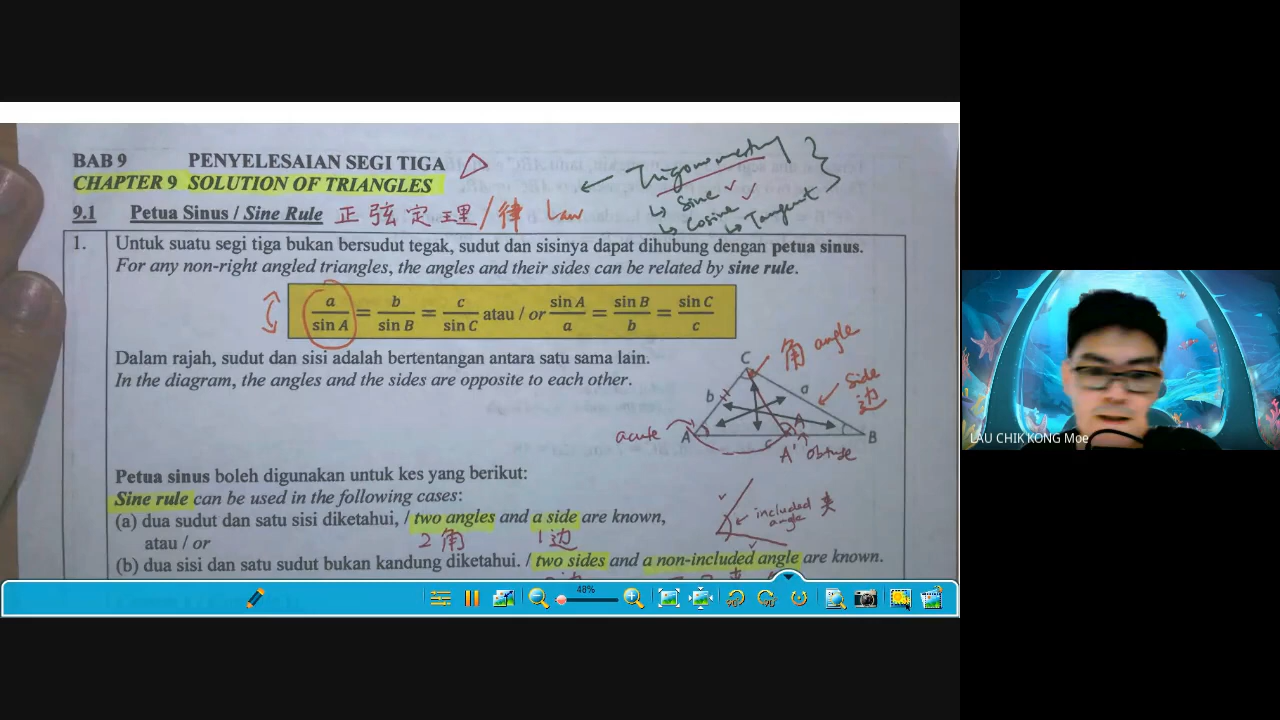 BAB 9 PENYELESAIAN SEGI TIGA
CHAPTER 9 SOLUTION OF TRIANGLES
Trigonometry
↳ Sine ✓
↳ Cosine ✓
↳ Tangent
9.1 Petua Sinus / Sine Rule 正弦定理/律 Law
1. Untuk suatu segi tiga bukan bersudut tegak, sudut dan sisinya dapat dihubung dengan petua sinus.
For any non-right angled triangles, the angles and their sides can be related by sine rule.
a/sin A = b/sin B = c/sin C atau / or sin A/a = sin B/b = sin C/c
Dalam rajah, sudut dan sisi adalah bertentangan antara satu sama lain.
In the diagram, the angles and the sides are opposite to each other.
C 角 angle
b a side 边
acute A c A B
A' obtuse
Petua sinus boleh digunakan untuk kes yang berikut:
Sine rule can be used in the following cases:
included angle 夹
(a) dua sudut dan satu sisi diketahui, / two angles and a side are known,
2角 1边
atau / or
(b) dua sisi dan satu sudut bukan kandung diketahui. / two sides and a non-included angle are known.
48%
90° 90°
LAU CHIK KONG Moe